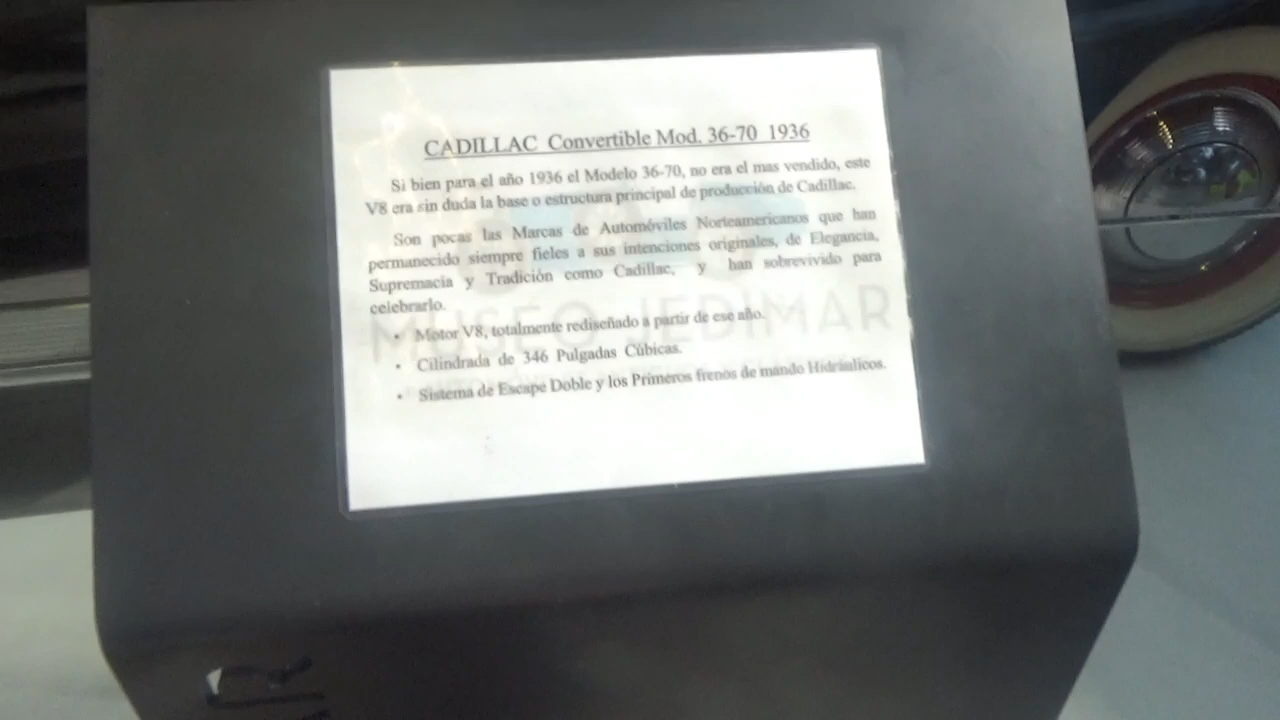 CADILLAC Convertible Mod. 36-70 1936
Si bien para el año 1936 el Modelo 36-70, no era el mas vendido, este
V8 era sin duda la base o estructura principal de producción de Cadillac.
Son pocas las Marcas de Automóviles Norteamericanos que han
permanecido siempre fieles a sus intenciones originales, de Elegancia,
Supremacia y Tradición como Cadillac, y han sobrevivido para
celebrarlo.
MUSEO JEDIMAR
• Motor V8, totalmente rediseñado a partir de ese año.
• Cilindrada de 346 Pulgadas Cúbicas.
• Sistema de Escape Doble y los Primeros frenos de mando Hidráulicos.